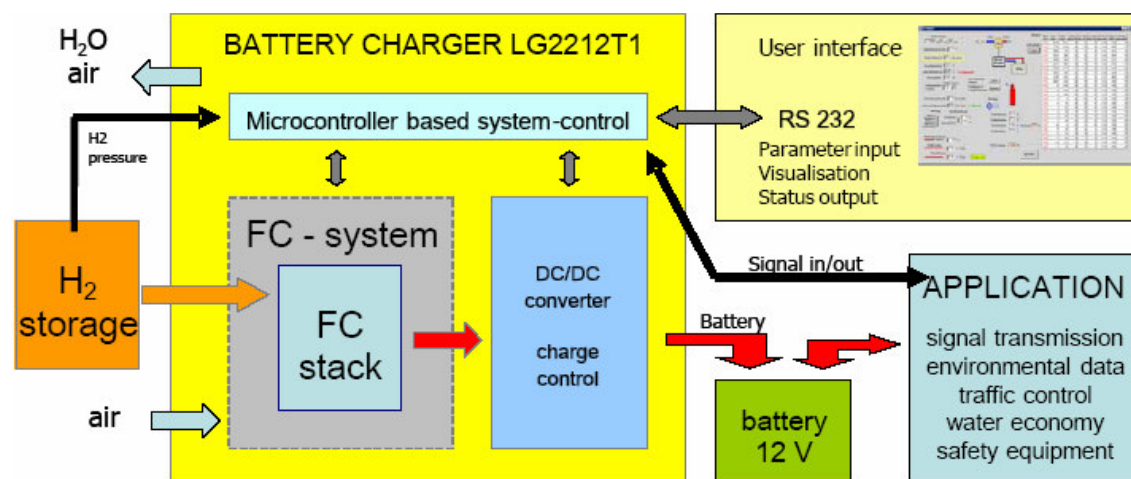 H2O
air
BATTERY CHARGER LG2212T1
Microcontroller based system-control
H2
pressure
H2
storage
air
FC - system
FC
stack
DC/DC
converter
charge
control
User interface
RS 232
Parameter input
Visualisation
Status output
Signal in/out
Battery
battery
12 V
APPLICATION
signal transmission
environmental data
traffic control
water economy
safety equipment